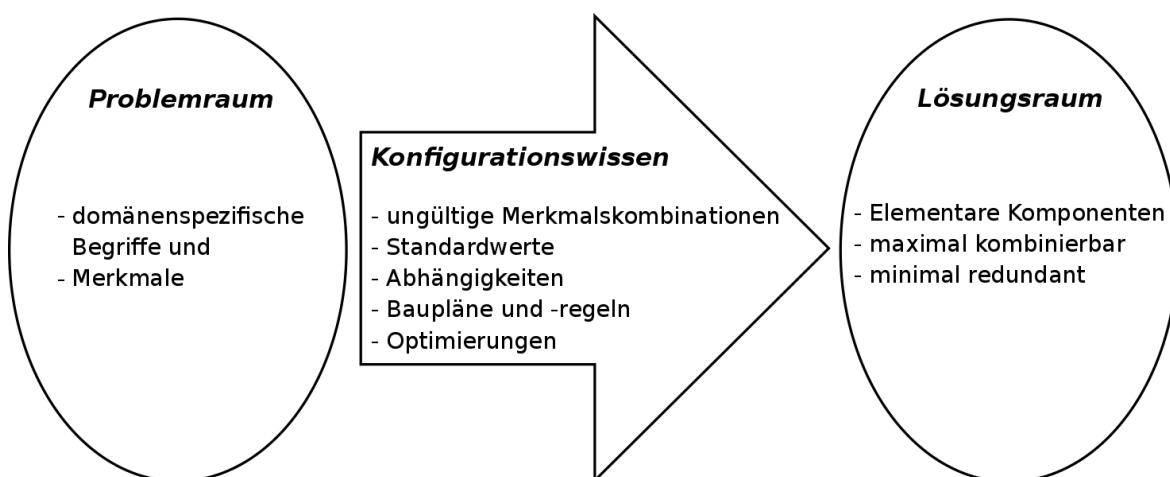 Problemraum
- domänenspezifische
Begriffe und
- Merkmale
Konfigurationswissen
- ungültige Merkmalskombinationen
- Standardwerte
- Abhängigkeiten
- Baupläne und -regeln
- Optimierungen
Lösungsraum
- Elementare Komponenten
- maximal kombinierbar
- minimal redundant